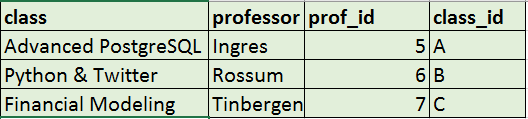 class professor prof_id class_id
Advanced PostgreSQL Ingres 5 A
Python & Twitter Rossum 6 B
Financial Modeling Tinbergen 7 C